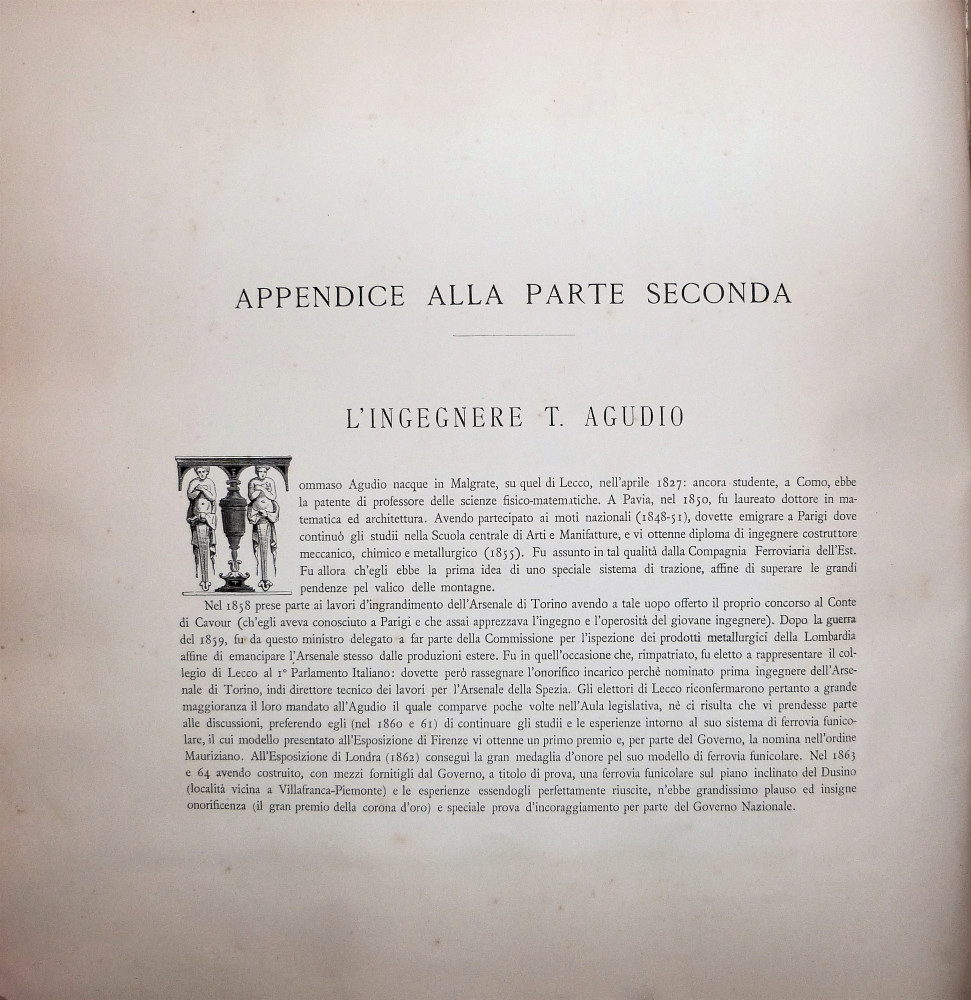 APPENDICE ALLA PARTE SECONDA
L'INGEGNERE T. AGUDIO
Tommaso Agudio nacque in Malgrate, su quel di Lecco, nell'aprile 1827: ancora studente, a Como, ebbe
la patente di professore delle scienze fisico-matematiche. A Pavia, nel 1850, fu laureato dottore in ma-
tematica ed architettura. Avendo partecipato ai moti nazionali (1848-51), dovette emigrare a Parigi dove
continuò gli studii nella Scuola centrale di Arti e Manifatture, e vi ottenne diploma di ingegnere costruttore
meccanico, chimico e metallurgico (1855). Fu assunto in tal qualità dalla Compagnia Ferroviaria dell'Est.
Fu allora ch'egli ebbe la prima idea di uno speciale sistema di trazione, affine di superare le grandi
pendenze pel valico delle montagne.
Nel 1858 prese parte ai lavori d'ingrandimento dell'Arsenale di Torino avendo a tale uopo offerto il proprio concorso al Conte
di Cavour (ch'egli aveva conosciuto a Parigi e che assai apprezzava l'ingegno e l'operosità del giovane ingegnere). Dopo la guerra
del 1859, fu da questo ministro delegato a far parte della Commissione per l'ispezione dei prodotti metallurgici della Lombardia
affine di emancipare l'Arsenale stesso dalle produzioni estere. Fu in quell'occasione che, rimpatriato, fu eletto a rappresentare il col-
legio di Lecco al 1º Parlamento Italiano: dovette però rassegnare l'onorifico incarico perchè nominato prima ingegnere dell'Arse-
nale di Torino, indi direttore tecnico dei lavori per l'Arsenale della Spezia. Gli elettori di Lecco riconfermarono pertanto a grande
maggioranza il loro mandato all'Agudio il quale comparve poche volte nell'Aula legislativa, nè ci risulta che vi prendesse parte
alle discussioni, preferendo egli (nel 1860 e 61) di continuare gli studii e le esperienze intorno al suo sistema di ferrovia funico-
lare, il cui modello presentato all'Esposizione di Firenze vi ottenne un primo premio e, per parte del Governo, la nomina nell'ordine
Mauriziano. All'Esposizione di Londra (1862) conseguì la gran medaglia d'onore pel suo modello di ferrovia funicolare. Nel 1863
e 64 avendo costruito, con mezzi fornitigli dal Governo, a titolo di prova, una ferrovia funicolare sul piano inclinato del Dusino
(località vicina a Villafranca-Piemonte) e le esperienze essendogli perfettamente riuscite, n'ebbe grandissimo plauso ed insigne
onorificenza (il gran premio della corona d'oro) e speciale prova d'incoraggiamento per parte del Governo Nazionale.